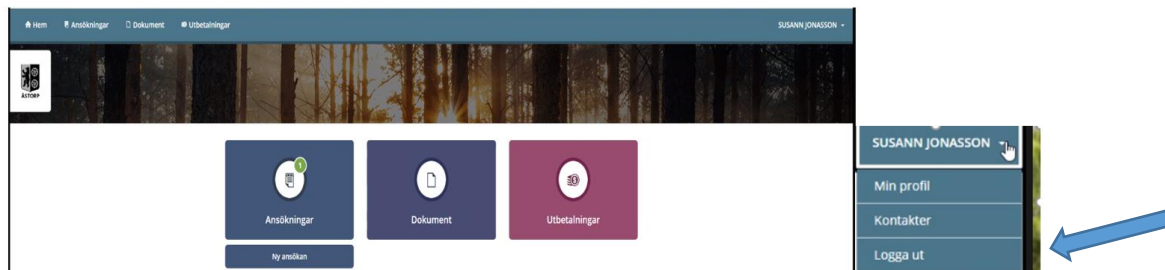 Hem Ansökningar Dokument Utbetalningar SUSANN JONASSON
ÅSTORP
1
Ansökningar Dokument Utbetalningar
Ny ansökan
SUSANN JONASSON
Min profil
Kontakter
Logga ut